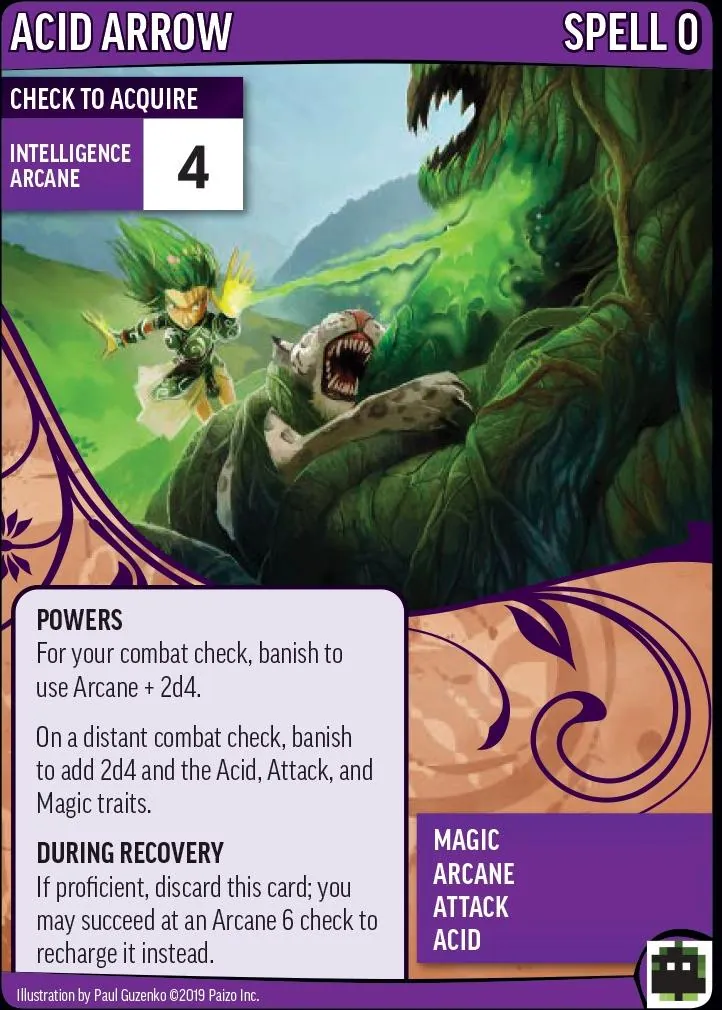 ACID ARROW
SPELL 0
CHECK TO ACQUIRE
INTELLIGENCE
ARCANE
4
POWERS
For your combat check, banish to
use Arcane + 2d4.
On a distant combat check, banish
to add 2d4 and the Acid, Attack, and
Magic traits.
DURING RECOVERY
If proficient, discard this card; you
may succeed at an Arcane 6 check to
recharge it instead.
MAGIC
ARCANE
ATTACK
ACID
Illustration by Paul Guzenko ©2019 Paizo Inc.